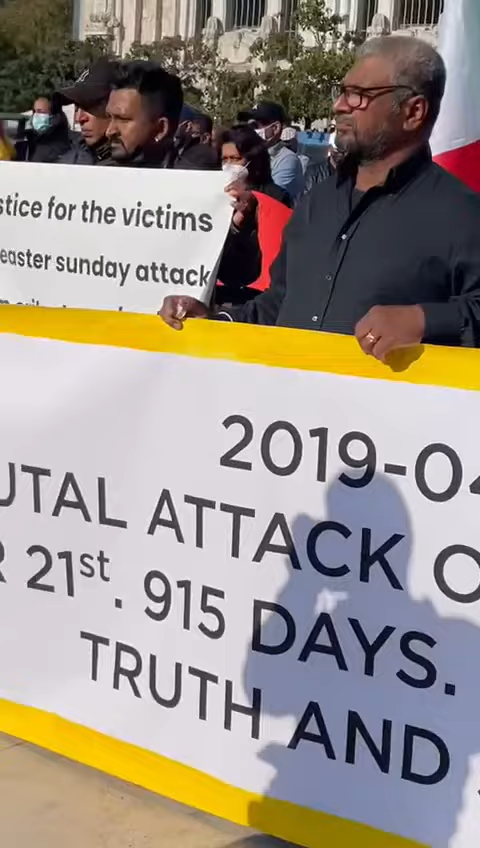 stice for the victims
easter sunday attack
2019-04
UTAL ATTACK O
R 21st. 915 DAYS.
TRUTH AND